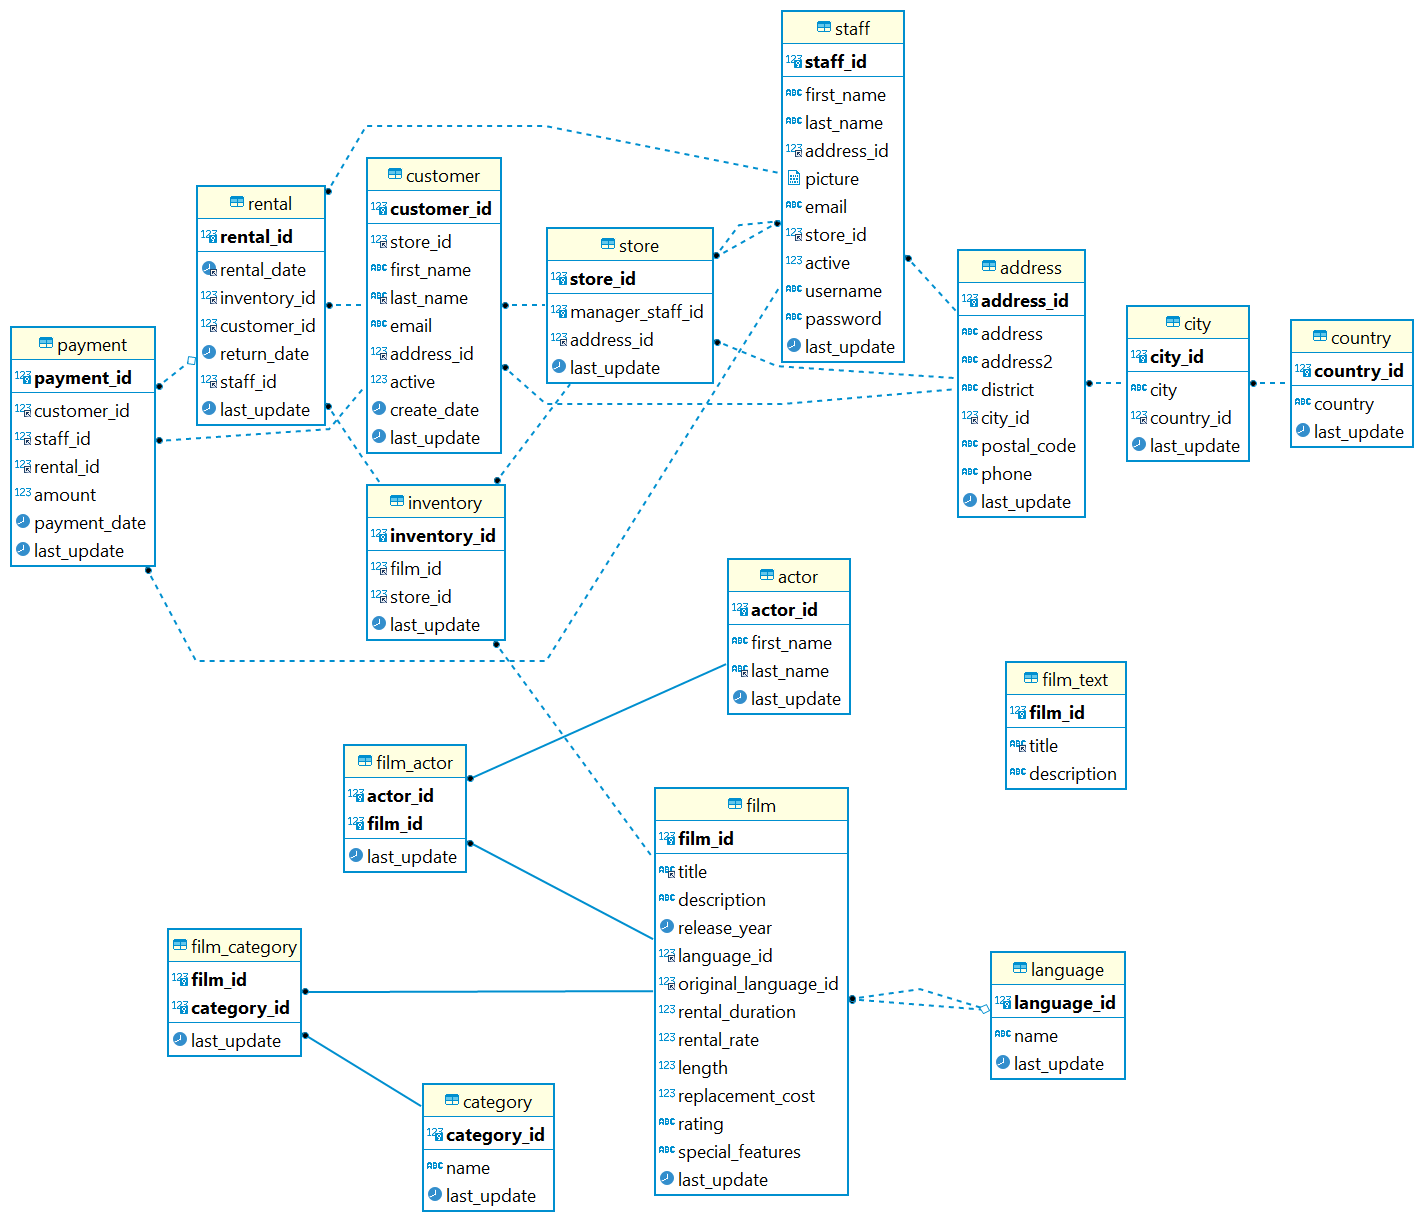 staff
staff_id
first_name
last_name
address_id
picture
email
store_id
active
username
password
last_update
customer
customer_id
store_id
first_name
last_name
email
address_id
active
create_date
last_update
rental
rental_id
rental_date
inventory_id
customer_id
return_date
staff_id
last_update
store
store_id
manager_staff_id
address_id
last_update
address
address_id
address
address2
district
city_id
postal_code
phone
last_update
city
city_id
city
country_id
last_update
country
country_id
country
last_update
payment
payment_id
customer_id
staff_id
rental_id
amount
payment_date
last_update
inventory
inventory_id
film_id
store_id
last_update
actor
actor_id
first_name
last_name
last_update
film_text
film_id
title
description
film_actor
actor_id
film_id
last_update
film
film_id
title
description
release_year
language_id
original_language_id
rental_duration
rental_rate
length
replacement_cost
rating
special_features
last_update
film_category
film_id
category_id
last_update
language
language_id
name
last_update
category
category_id
name
last_update